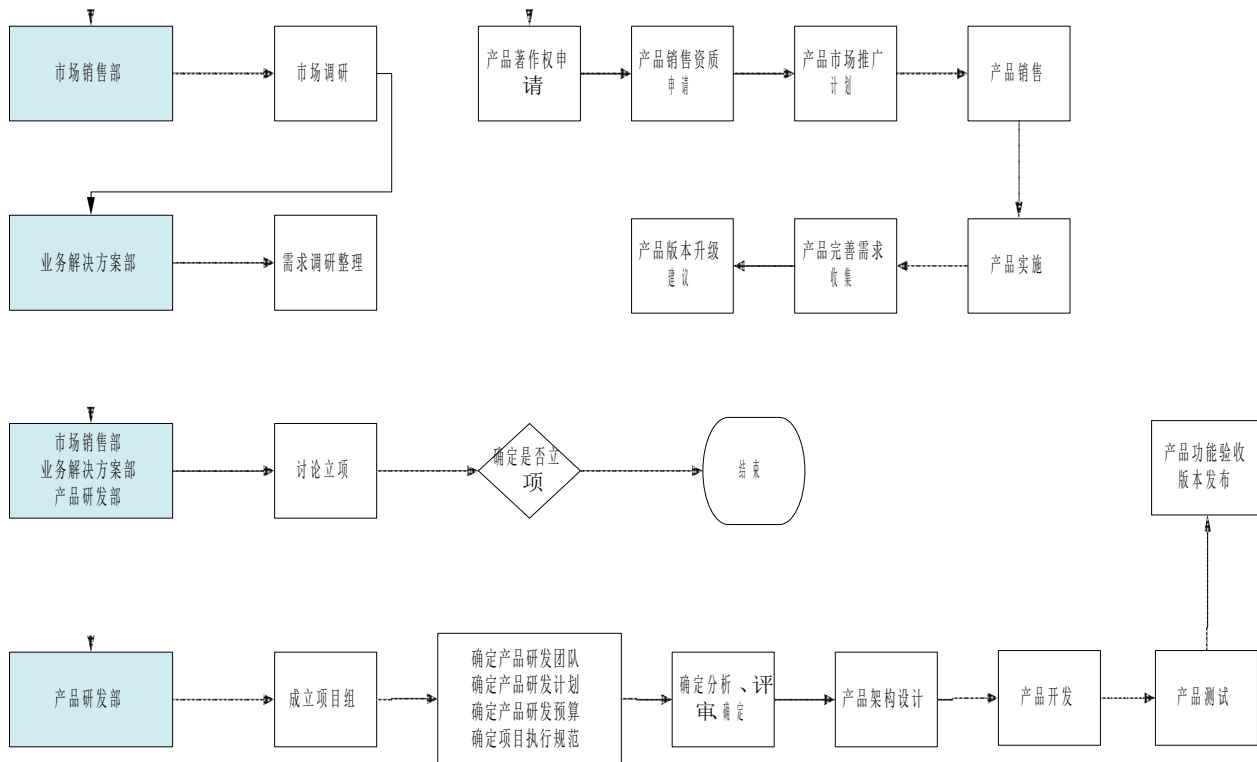 市场销售部
市场调研
产品著作权申
请
产品销售资质
申请
产品市场推广
计划
产品销售
业务解决方案部
需求调研整理
产品版本升级
建议
产品完善需求
收集
产品实施
市场销售部
业务解决方案部
产品研发部
讨论立项
确定是否立
项
结束
产品功能验收
版本发布
产品研发部
成立项目组
确定产品研发团队
确定产品研发计划
确定产品研发预算
确定项目执行规范
确定分析、评
审、确定
产品架构设计
产品开发
产品测试